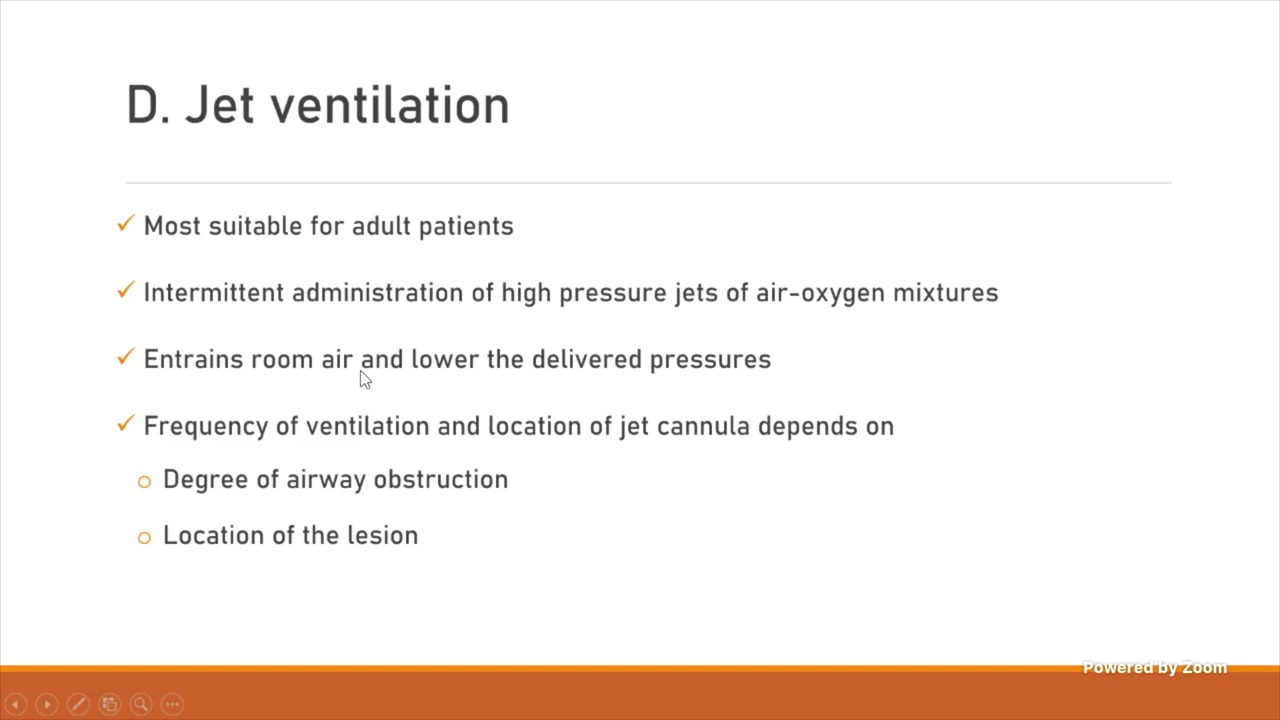 D. Jet ventilation
✓ Most suitable for adult patients
✓ Intermittent administration of high pressure jets of air-oxygen mixtures
✓ Entrains room air and lower the delivered pressures
✓ Frequency of ventilation and location of jet cannula depends on
o Degree of airway obstruction
o Location of the lesion
Powered by Zoom